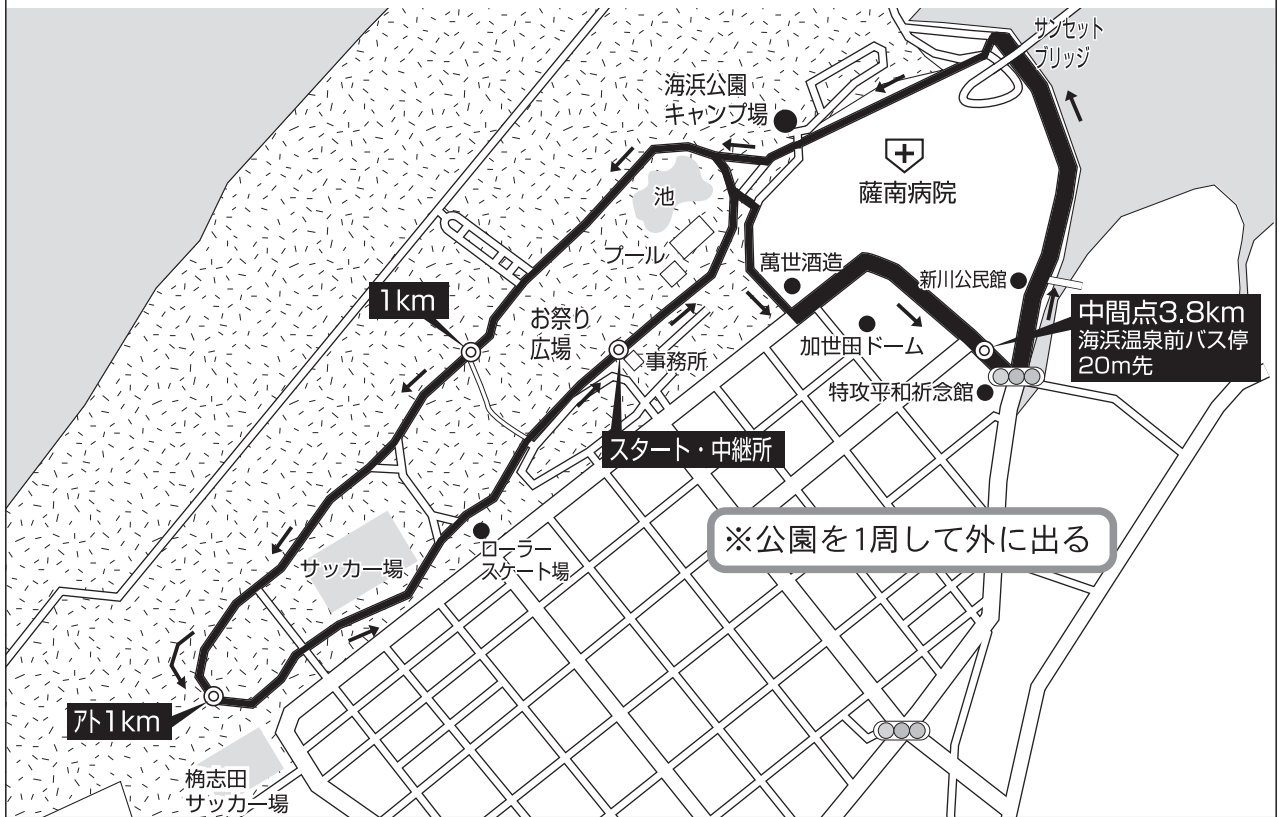 サンセット
ブリッジ
海浜公園
キャンプ場
薩南病院
池
プール
萬世酒造
新川公民館
1km
お祭り
広場
中間点3.8km
海浜温泉前バス停
20m先
加世田ドーム
事務所
特攻平和祈念館
スタート・中継所
※公園を1周して外に出る
ローラー
スケート場
サッカー場
アト1km
桷志田
サッカー場